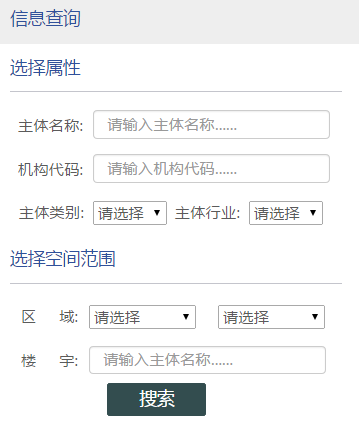 信息查询
选择属性
主体名称: 请输入主体名称......
机构代码: 请输入机构代码......
主体类别: 请选择 主体行业: 请选择
选择空间范围
区 域: 请选择 请选择
楼 宇: 请输入主体名称......
搜索